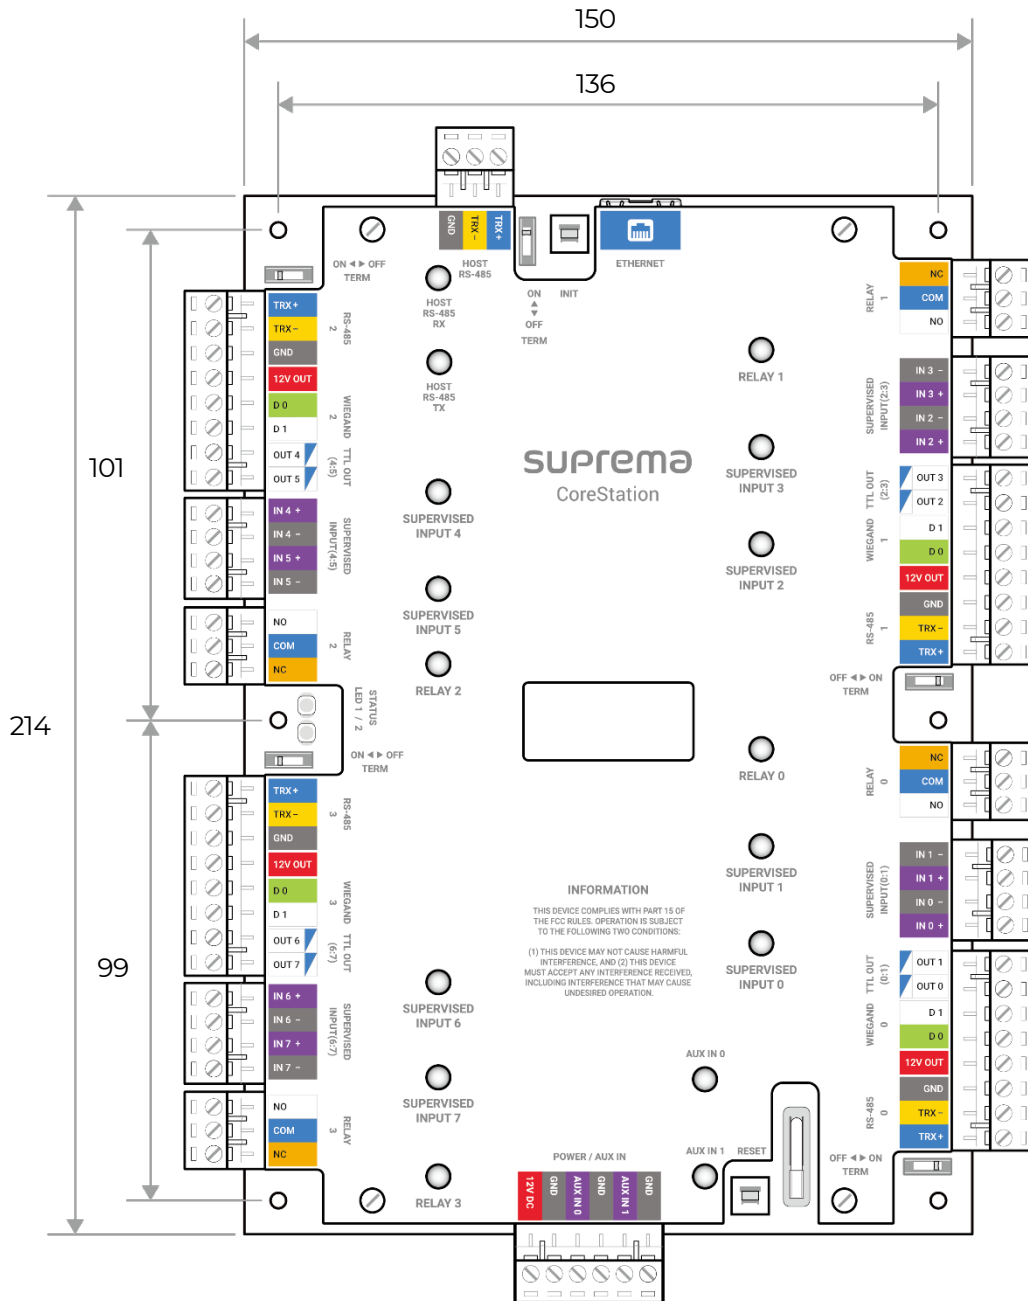 150
136
214
101
99
GND
TRX -
TRX +
HOST
RS-485
ETHERNET
ON ◄ ► OFF
TERM
HOST
RS-485
RX
ON
▲
▼
OFF
TERM
INIT
HOST
RS-485
TX
TRX +
TRX -
GND
RS-485
2
12V OUT
D 0
D 1
WIEGAND
2
OUT 4
OUT 5
TTL OUT
(4:5)
IN 4 +
IN 4 -
IN 5 +
IN 5 -
SUPERVISED
INPUT(4:5)
NO
COM
NC
RELAY
2
STATUS
LED 1 / 2
ON ◄ ► OFF
TERM
TRX +
TRX -
GND
RS-485
3
12V OUT
D 0
D 1
WIEGAND
3
OUT 6
OUT 7
TTL OUT
(6:7)
IN 6 +
IN 6 -
IN 7 +
IN 7 -
SUPERVISED
INPUT(6:7)
NO
COM
NC
RELAY
3
SUPERVISED
INPUT 4
SUPERVISED
INPUT 5
RELAY 2
SUPERVISED
INPUT 6
SUPERVISED
INPUT 7
RELAY 3
suprema
CoreStation
RELAY 1
SUPERVISED
INPUT 3
SUPERVISED
INPUT 2
RELAY 0
SUPERVISED
INPUT 1
SUPERVISED
INPUT 0
INFORMATION
THIS DEVICE COMPLIES WITH PART 15 OF
THE FCC RULES. OPERATION IS SUBJECT
TO THE FOLLOWING TWO CONDITIONS:
(1) THIS DEVICE MAY NOT CAUSE HARMFUL
INTERFERENCE, AND (2) THIS DEVICE
MUST ACCEPT ANY INTERFERENCE RECEIVED,
INCLUDING INTERFERENCE THAT MAY CAUSE
UNDESIRED OPERATION.
AUX IN 0
AUX IN 1
RESET
POWER / AUX IN
12V DC
GND
AUX IN 0
GND
AUX IN 1
GND
RELAY
1
NC
COM
NO
SUPERVISED
INPUT(2:3)
IN 3 -
IN 3 +
IN 2 -
IN 2 +
TTL OUT
(2:3)
OUT 3
OUT 2
WIEGAND
1
D 1
D 0
12V OUT
RS-485
1
GND
TRX -
TRX +
OFF ◄ ► ON
TERM
RELAY
0
NC
COM
NO
SUPERVISED
INPUT(0:1)
IN 1 -
IN 1 +
IN 0 -
IN 0 +
TTL OUT
(0:1)
OUT 1
OUT 0
WIEGAND
0
D 1
D 0
12V OUT
RS-485
0
GND
TRX -
TRX +
OFF ◄ ► ON
TERM